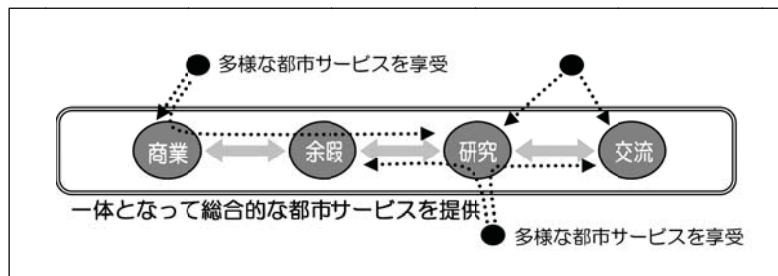 多様な都市サービスを享受
商業
余暇
研究
交流
一体となって総合的な都市サービスを提供
多様な都市サービスを享受